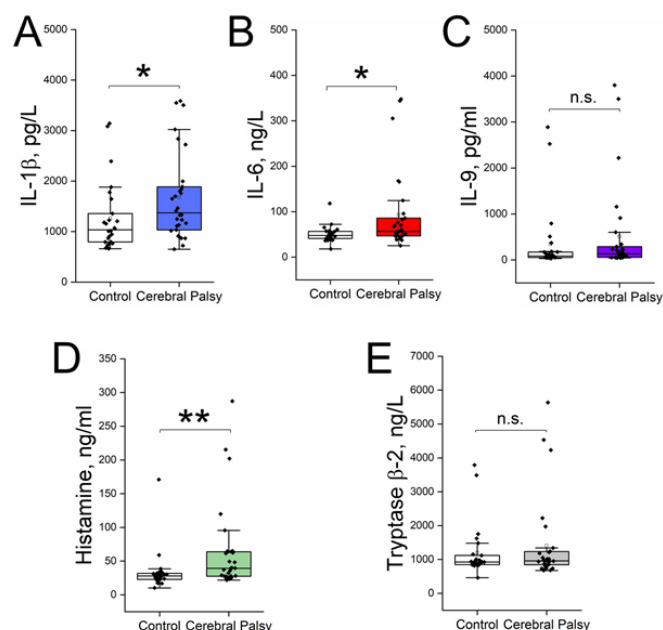 A
B
C
IL-1β, pg/L
5000
4000
3000
2000
1000
0
*
Control
Cerebral Palsy
IL-6, ng/L
500
400
300
200
100
0
*
Control
Cerebral Palsy
IL-9, pg/ml
5000
4000
3000
2000
1000
0
n.s.
Control
Cerebral Palsy
D
E
Histamine, ng/ml
350
300
250
200
150
100
50
0
**
Control
Cerebral Palsy
Tryptase β-2, ng/L
7000
6000
5000
4000
3000
2000
1000
0
n.s.
Control
Cerebral Palsy